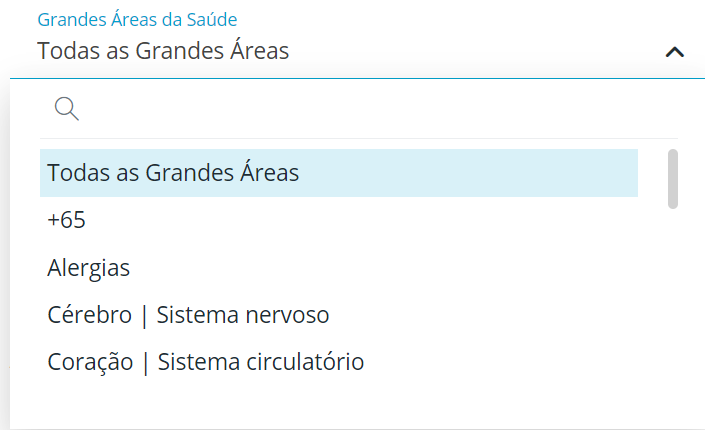 Grandes Áreas da Saúde
Todas as Grandes Áreas
Todas as Grandes Áreas
+65
Alergias
Cérebro | Sistema nervoso
Coração | Sistema circulatório